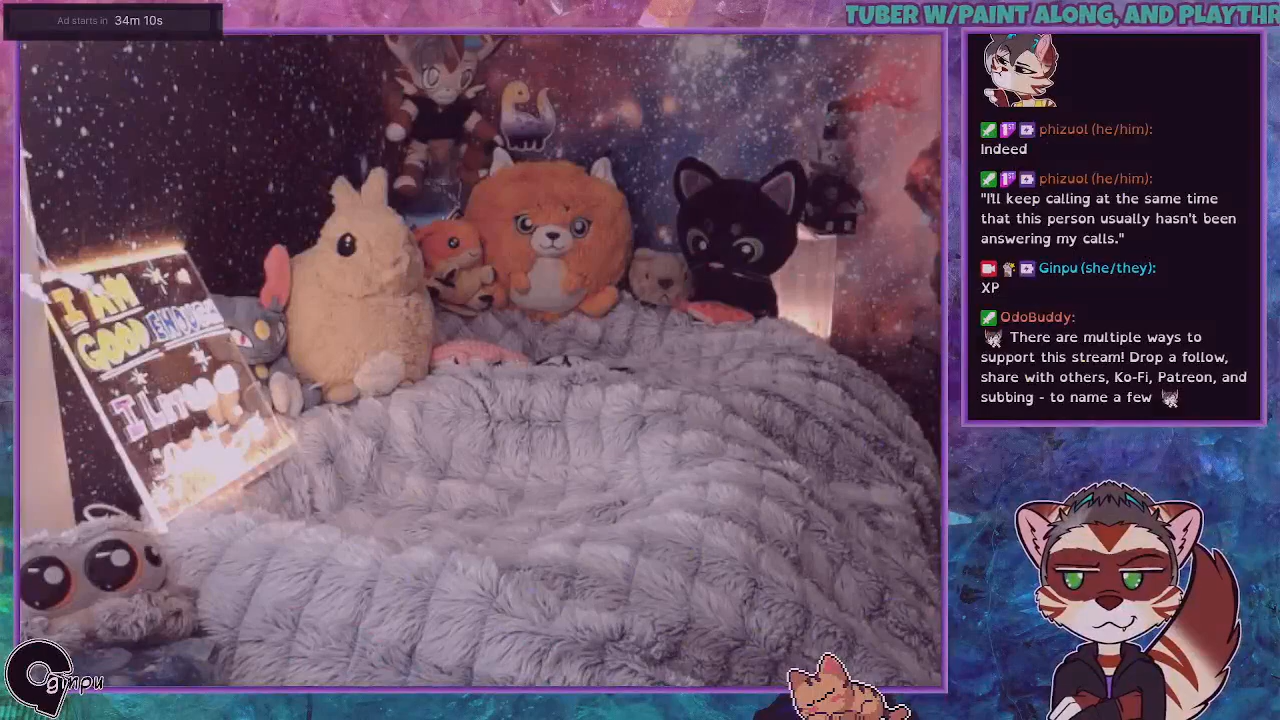 Ad starts in 34m 10s
TUBER W/PAINT ALONG, AND PLAYTHR
phizuol (he/him):
Indeed
phizuol (he/him):
"I'll keep calling at the same time
that this person usually hasn't been
answering my calls."
Ginpu (she/they):
XP
OdoBuddy:
There are multiple ways to
support this stream! Drop a follow,
share with others, Ko-Fi, Patreon, and
subbing - to name a few
I AM
GOOD ENOUGH
I
ginpu